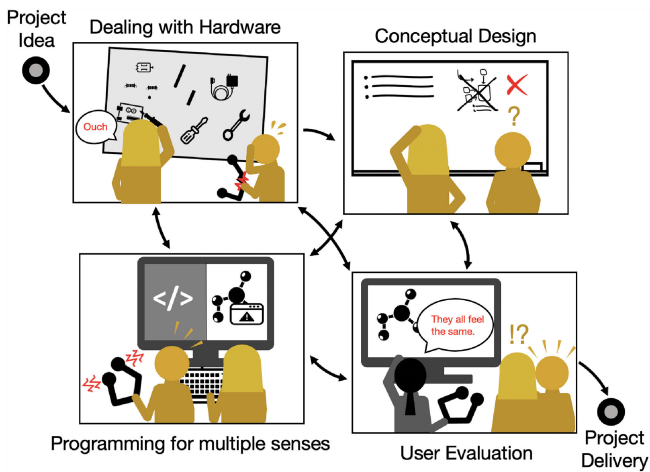 Project
Idea
Dealing with Hardware
Conceptual Design
Ouch
?
</>
They all feel
the same.
!?
Programming for multiple senses
User Evaluation
Project
Delivery